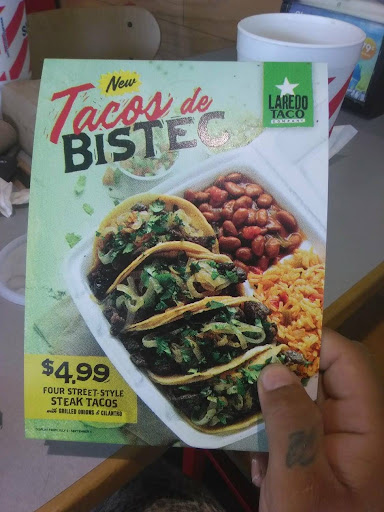 New
Tacos de
BISTEC
LAREDO
TACO
COMPANY
$4.99
FOUR STREET-STYLE
STEAK TACOS
with GRILLED ONIONS & CILANTRO